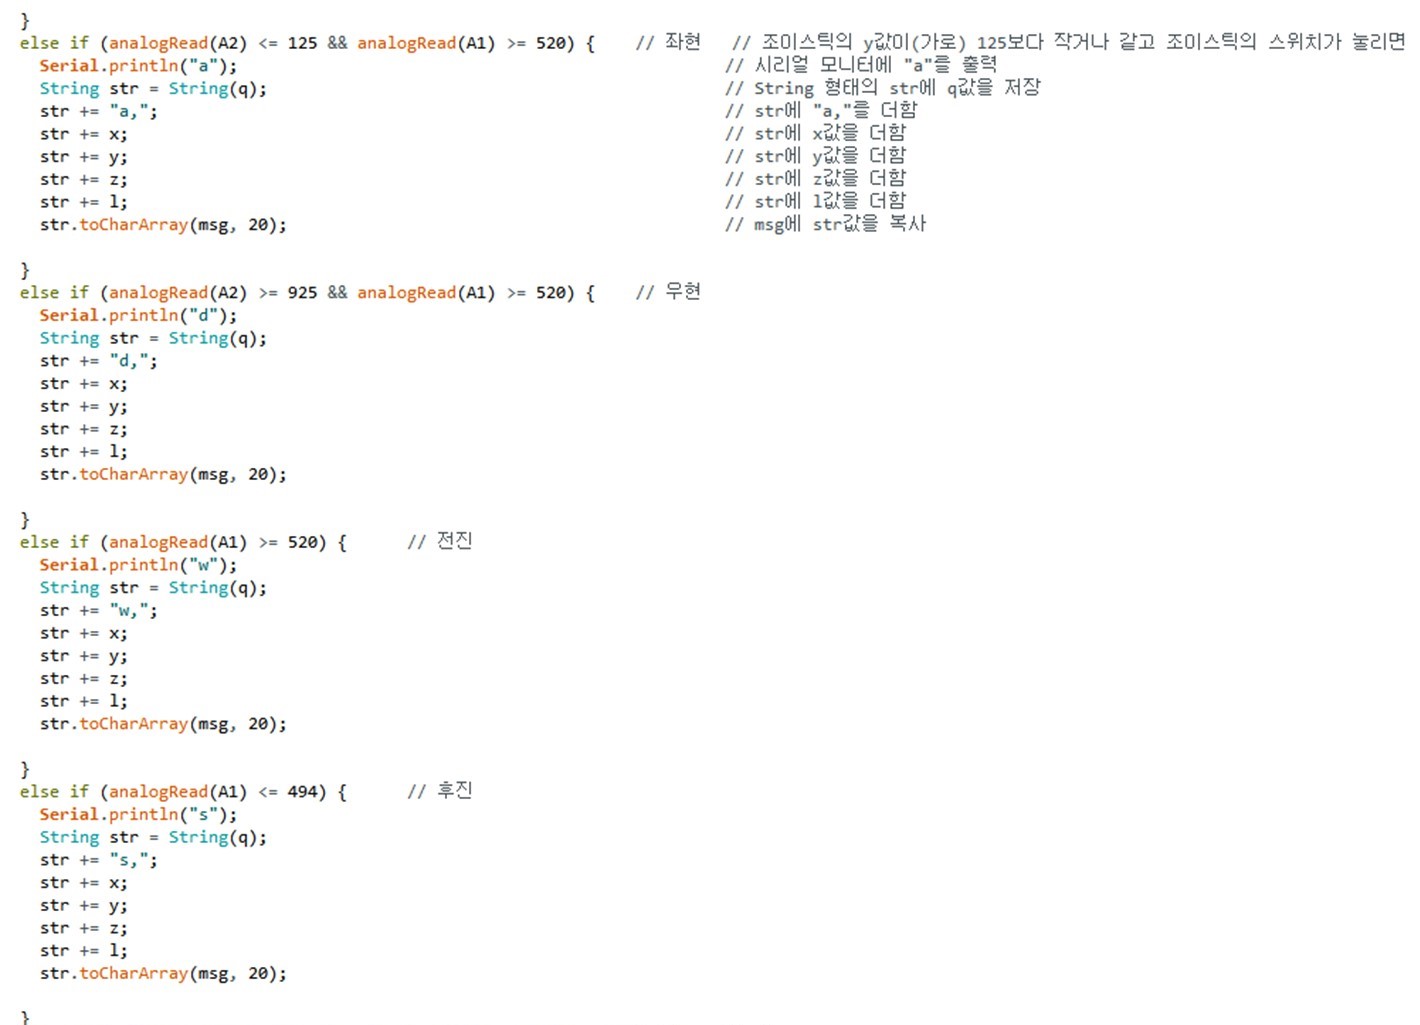 }
else if (analogRead(A2) <= 125 && analogRead(A1) >= 520) {    // 좌현   // 조이스틱의 y값이(가로) 125보다 작거나 같고 조이스틱의 스위치가 눌리면
  Serial.println("a");    // 시리얼 모니터에 "a"를 출력
  String str = String(q);    // String 형태의 str에 q값을 저장
  str += "a,";    // str에 "a,"를 더함
  str += x;    // str에 x값을 더함
  str += y;    // str에 y값을 더함
  str += z;    // str에 z값을 더함
  str += l;    // str에 l값을 더함
  str.toCharArray(msg, 20);    // msg에 str값을 복사
}
else if (analogRead(A2) >= 925 && analogRead(A1) >= 520) {    // 우현
  Serial.println("d");
  String str = String(q);
  str += "d,";
  str += x;
  str += y;
  str += z;
  str += l;
  str.toCharArray(msg, 20);
}
else if (analogRead(A1) >= 520) {    // 전진
  Serial.println("w");
  String str = String(q);
  str += "w,";
  str += x;
  str += y;
  str += z;
  str += l;
  str.toCharArray(msg, 20);
}
else if (analogRead(A1) <= 494) {    // 후진
  Serial.println("s");
  String str = String(q);
  str += "s,";
  str += x;
  str += y;
  str += z;
  str += l;
  str.toCharArray(msg, 20);
}